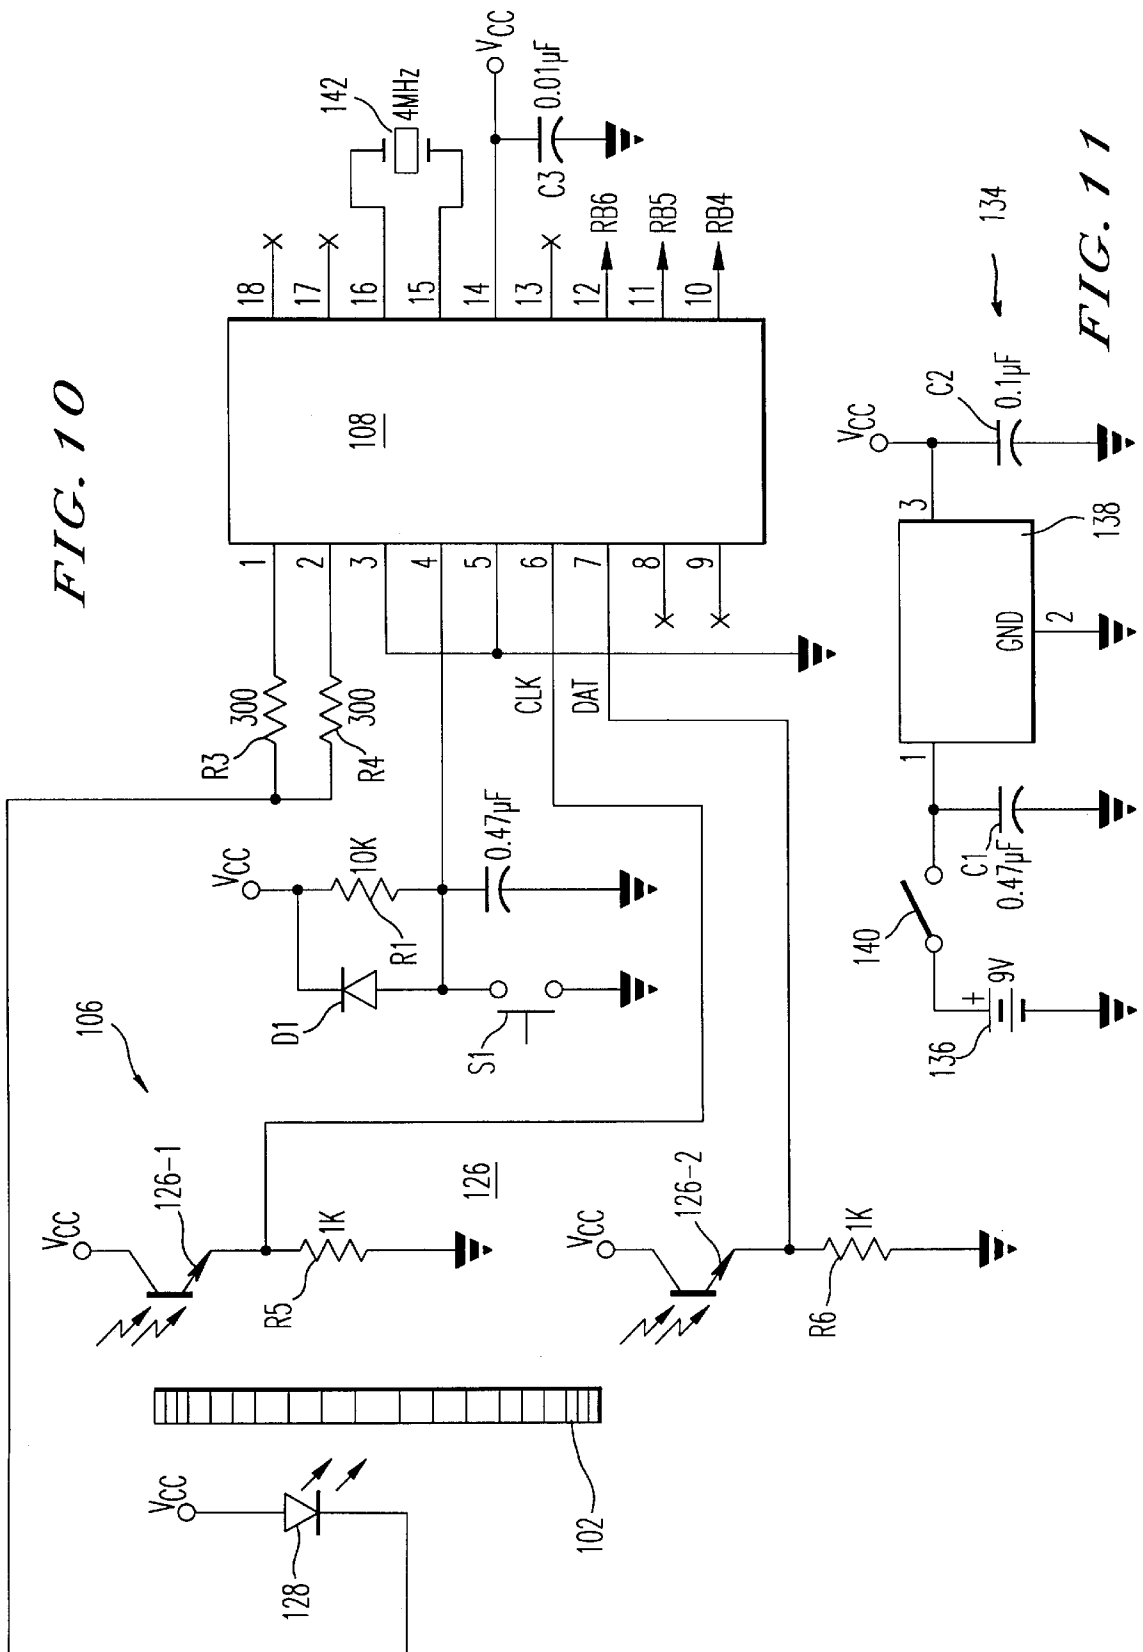 FIG. 10
106
VCC
128
102
VCC
126-1
R5
1K
126
VCC
126-2
R6
1K
VCC
D1
R1
10K
S1
0.47µF
R3
300
R4
300
CLK
DAT
1
2
3
4
5
6
7
8
9
108
18
17
16
15
14
13
12
11
10
142
4MHz
VCC
C3
0.01µF
RB6
RB5
RB4
FIG. 11
134
136
9V
+
140
C1
0.47µF
1
GND
2
3
138
VCC
C2
0.1µF